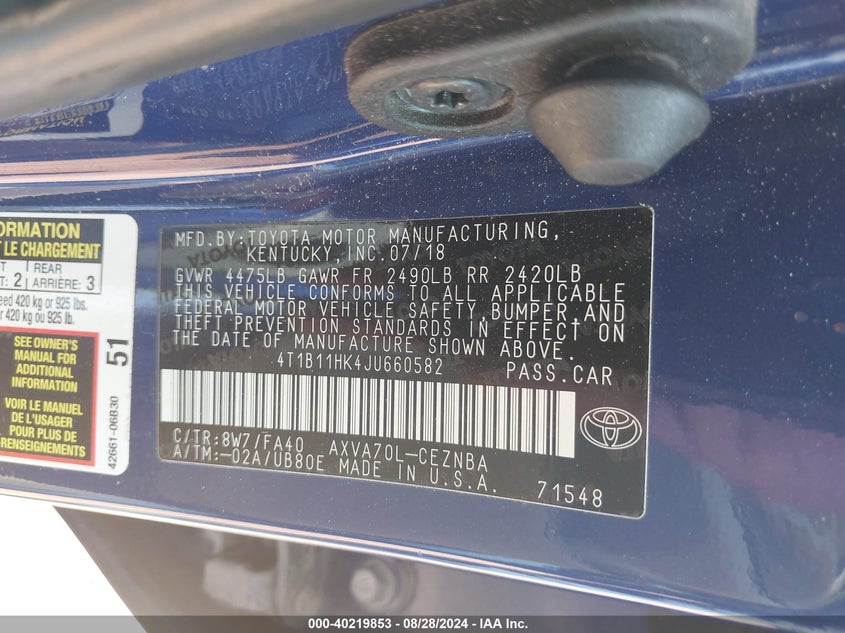 ORMATION
T LE CHARGEMENT
T REAR
T: 2 ARRIÈRE: 3
eed 420 kg or 925 lbs.
r 420 kg ou 925 lb.
SEE OWNER'S
MANUAL FOR
ADDITIONAL
INFORMATION
VOIR LE MANUEL
DE L'USAGER
POUR PLUS DE
RENSEIGNEMENTS
51
42661-06B30
MFD.BY:TOYOTA MOTOR MANUFACTURING,
KENTUCKY,INC.07/18
GVWR 4475LB GAWR FR 2490LB RR 2420LB
THIS VEHICLE CONFORMS TO ALL APPLICABLE
FEDERAL MOTOR VEHICLE SAFETY,BUMPER,AND
THEFT PREVENTION STANDARDS IN EFFECT ON
THE DATE OF MANUFACTURE SHOWN ABOVE.
4T1B11HK4JU660582 PASS.CAR
C/TR:8W7/FA40 AXVA70L-CEZNBA
A/TM:-02A/UB80E MADE IN U.S.A.
71548
000-40219853 - 08/28/2024 - IAA Inc.